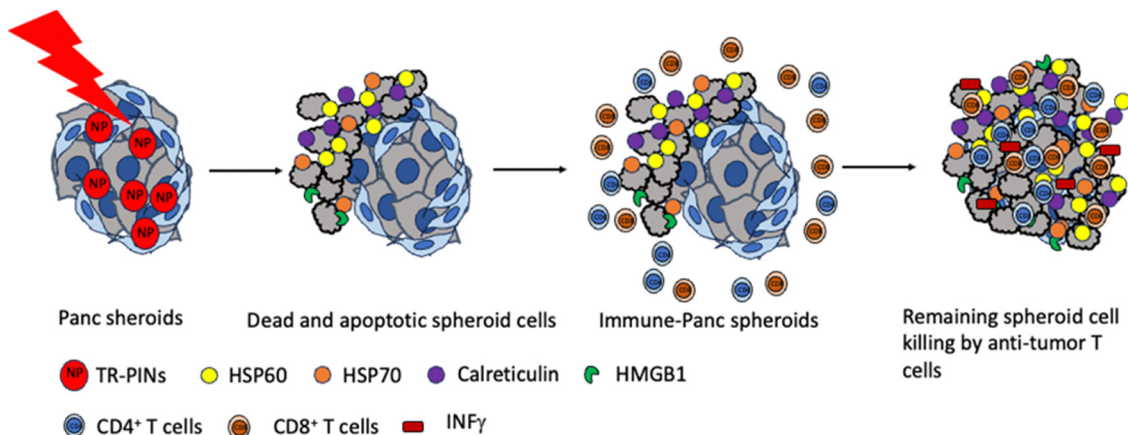 NP
NP
NP
NP
NP
NP
Panc sheroids
Dead and apoptotic spheroid cells
Immune-Panc spheroids
Remaining spheroid cell
killing by anti-tumor T
cells
NP TR-PINs HSP60 HSP70 Calreticulin HMGB1
CD4⁺ T cells CD8⁺ T cells INFγ